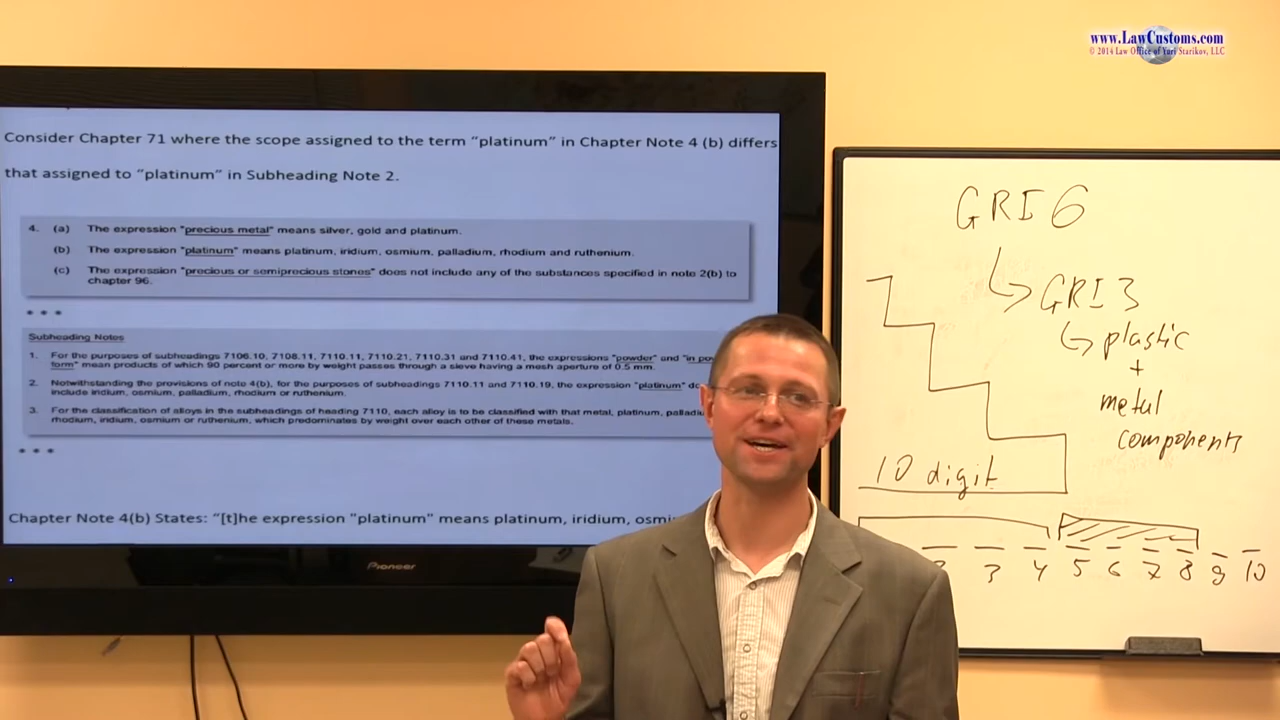 www.LawCustoms.com
© 2014 Law Office of Yuri Starikov, LLC
Consider Chapter 71 where the scope assigned to the term "platinum" in Chapter Note 4 (b) differs
that assigned to "platinum" in Subheading Note 2.
4. (a) The expression "precious metal" means silver, gold and platinum.
(b) The expression "platinum" means platinum, iridium, osmium, palladium, rhodium and ruthenium.
(c) The expression "precious or semiprecious stones" does not include any of the substances specified in note 2(b) to
chapter 96.
* * *
Subheading Notes
1. For the purposes of subheadings 7106.10, 7108.11, 7110.11, 7110.21, 7110.31 and 7110.41, the expressions "powder" and "in
form" mean products of which 90 percent or more by weight passes through a sieve having a mesh aperture of 0.5 mm.
2. Notwithstanding the provisions of note 4(b), for the purposes of subheadings 7110.11 and 7110.19, the expression "platinum"
include iridium, osmium, palladium, rhodium or ruthenium.
3. For the classification of alloys in the subheadings of heading 7110, each alloy is to be classified with that metal, platinum,
rhodium, iridium, osmium or ruthenium, which predominates by weight over each other of these metals.
* * *
Chapter Note 4(b) States: "[t]he expression "platinum" means platinum, iridium,
Pioneer
GRI 6
GRI 3
plastic
+
metal
components
10 digit
3 4 5 6 7 8 9 10